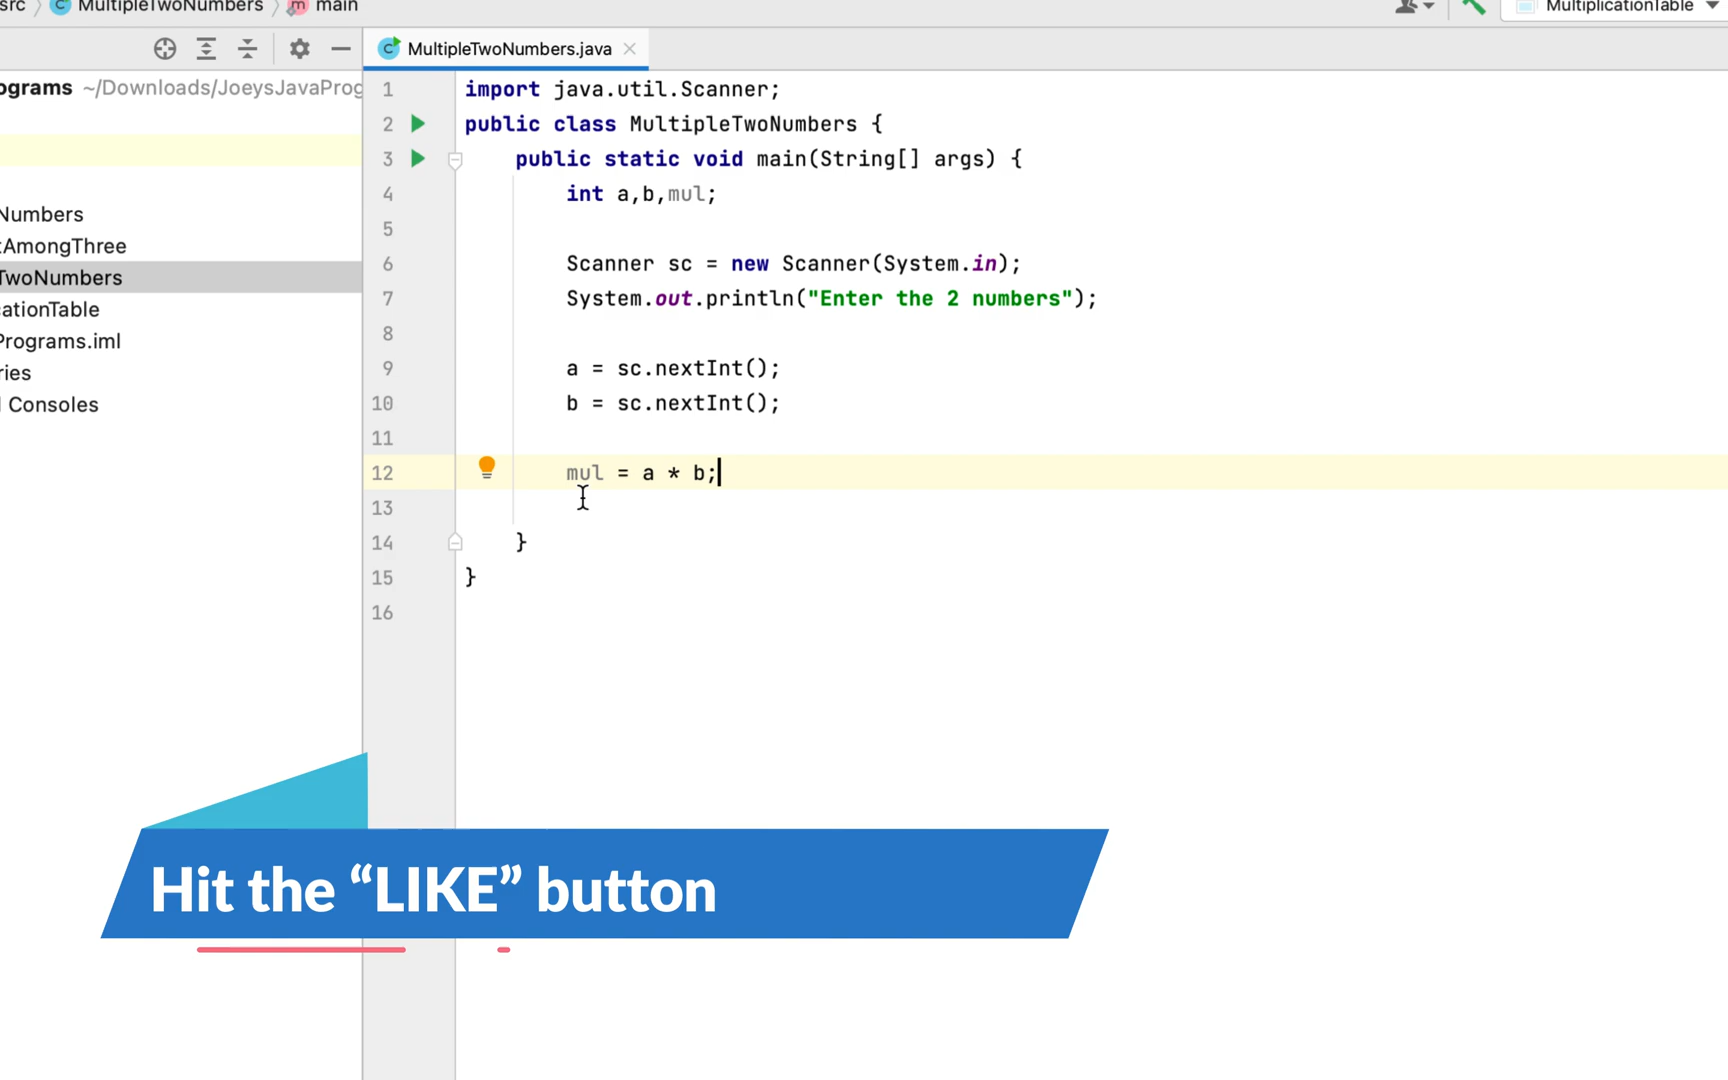 src 〉 MultipleTwoNumbers 〉 main
MultiplicationTable
MultipleTwoNumbers.java
ograms ~/Downloads/JoeysJavaProg
Numbers
tAmongThree
TwoNumbers
cationTable
Programs.iml
ries
Consoles
1 import java.util.Scanner;
2 public class MultipleTwoNumbers {
3 public static void main(String[] args) {
4 int a,b,mul;
5
6 Scanner sc = new Scanner(System.in);
7 System.out.println("Enter the 2 numbers");
8
9 a = sc.nextInt();
10 b = sc.nextInt();
11
12 mul = a * b;
13
14 }
15 }
16
Hit the “LIKE” button